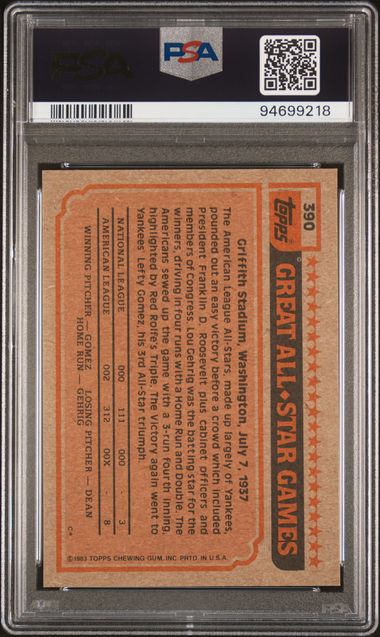 PSA
PSA
94699218
390
topps
GREAT ALL★STAR GAMES
Griffith Stadium, Washington, July 7, 1937
The American League All-Stars, made up largely of Yankees,
pounded out an easy victory before a crowd which included
President Franklin D. Roosevelt plus cabinet officers and
members of Congress. Lou Gehrig was the batting star for the
winners, driving in four runs with a Home Run and Double. The
Americans sewed up the game with a 3-run fourth inning,
highlighted by Red Rolfe's Triple. The victory again went to
Yankees' Lefty Gomez, his 3rd All-Star triumph.
NATIONAL LEAGUE 000 111 000 - 3
AMERICAN LEAGUE 002 312 00X - 8
WINNING PITCHER — GOMEZ LOSING PITCHER — DEAN
HOME RUN — GEHRIG
C*
©1983 TOPPS CHEWING GUM, INC. PRTD. IN U.S.A.